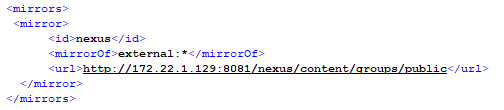 <mirrors>
<mirror>
<id>nexus</id>
<mirrorOf>external:*</mirrorOf>
<url>http://172.22.1.129:8081/nexus/content/groups/public</url>
</mirror>
</mirrors>